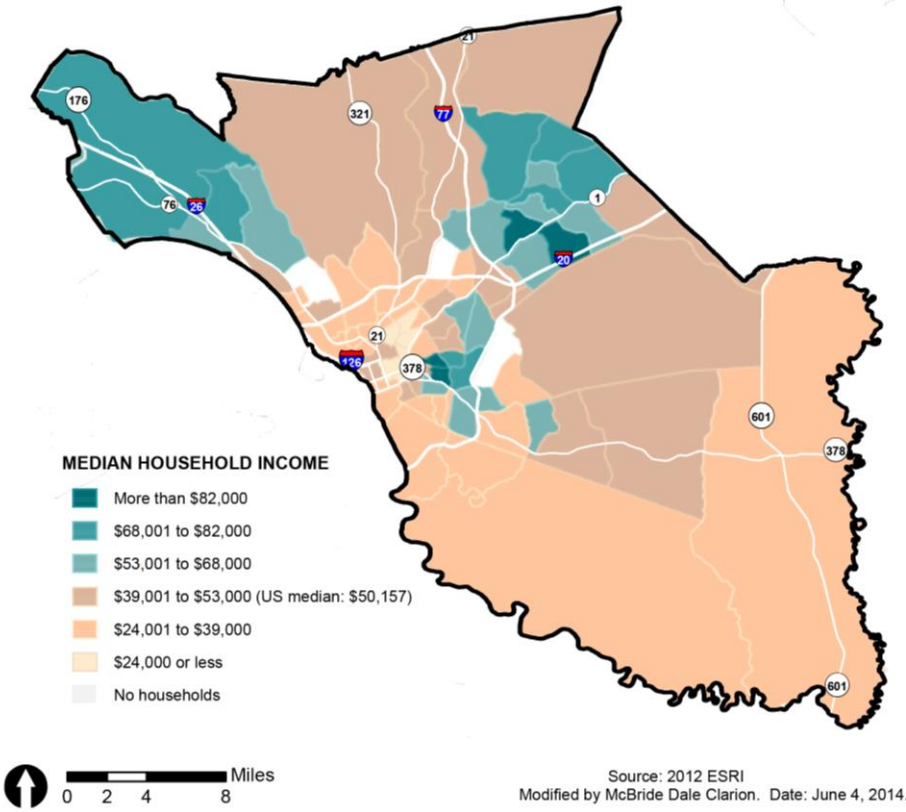 21
176
321
77
76
26
1
20
21
126
378
601
378
MEDIAN HOUSEHOLD INCOME
More than $82,000
$68,001 to $82,000
$53,001 to $68,000
$39,001 to $53,000 (US median: $50,157)
$24,001 to $39,000
$24,000 or less
No households
601
Miles
0 2 4 8
Source: 2012 ESRI
Modified by McBride Dale Clarion. Date: June 4, 2014.